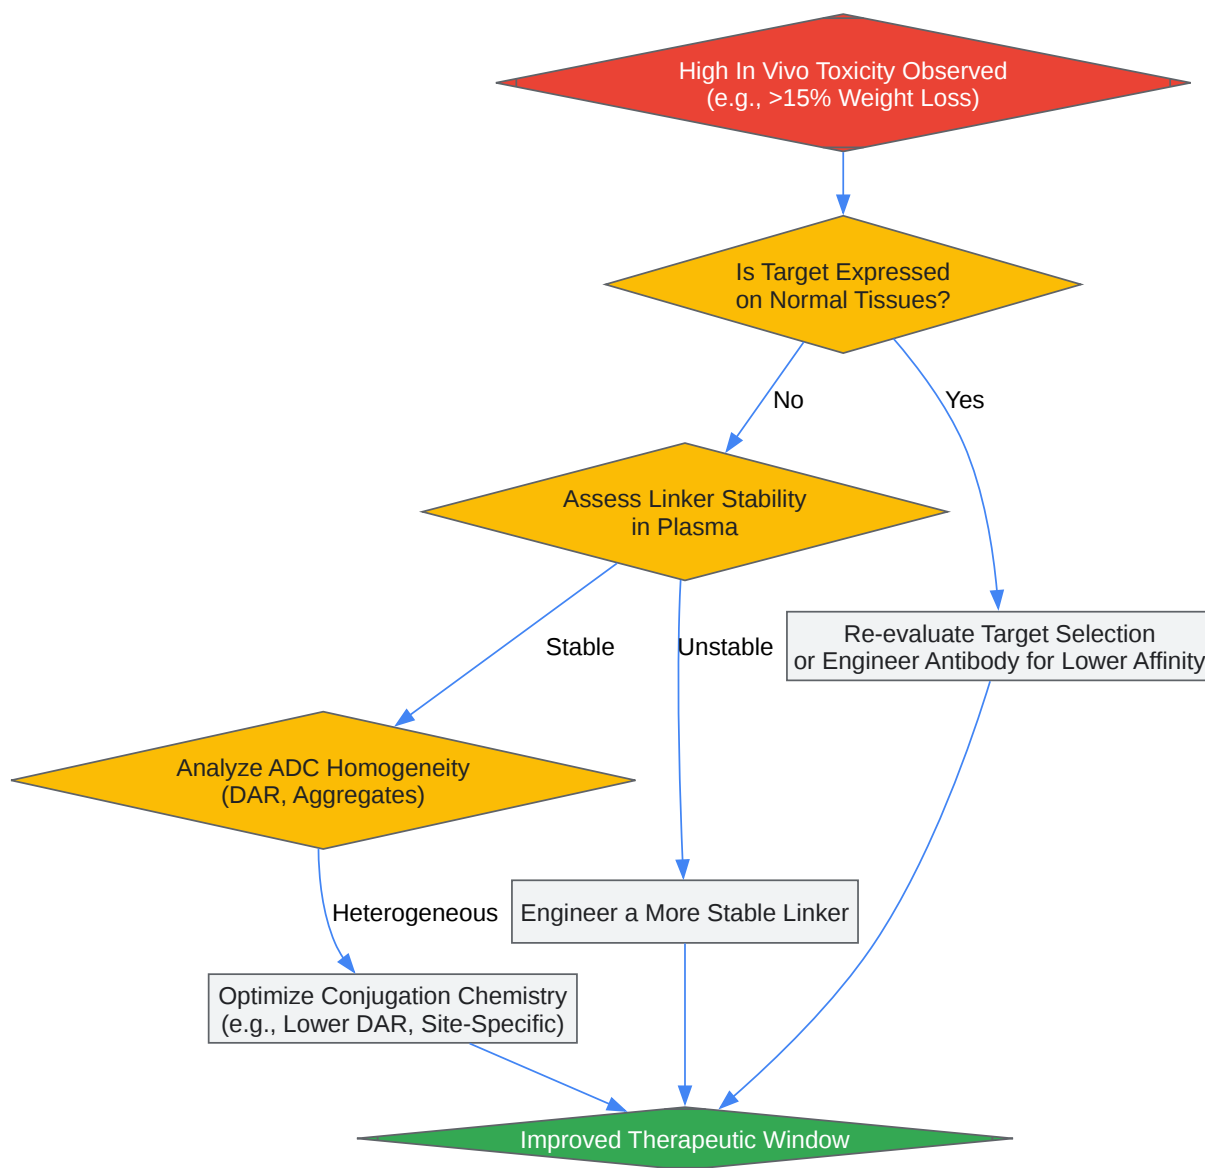 High In Vivo Toxicity Observed
(e.g., >15% Weight Loss)
Is Target Expressed
on Normal Tissues?
No
Yes
Assess Linker Stability
in Plasma
Stable
Unstable
Re-evaluate Target Selection
or Engineer Antibody for Lower Affinity
Analyze ADC Homogeneity
(DAR, Aggregates)
Heterogeneous
Engineer a More Stable Linker
Optimize Conjugation Chemistry
(e.g., Lower DAR, Site-Specific)
Improved Therapeutic Window